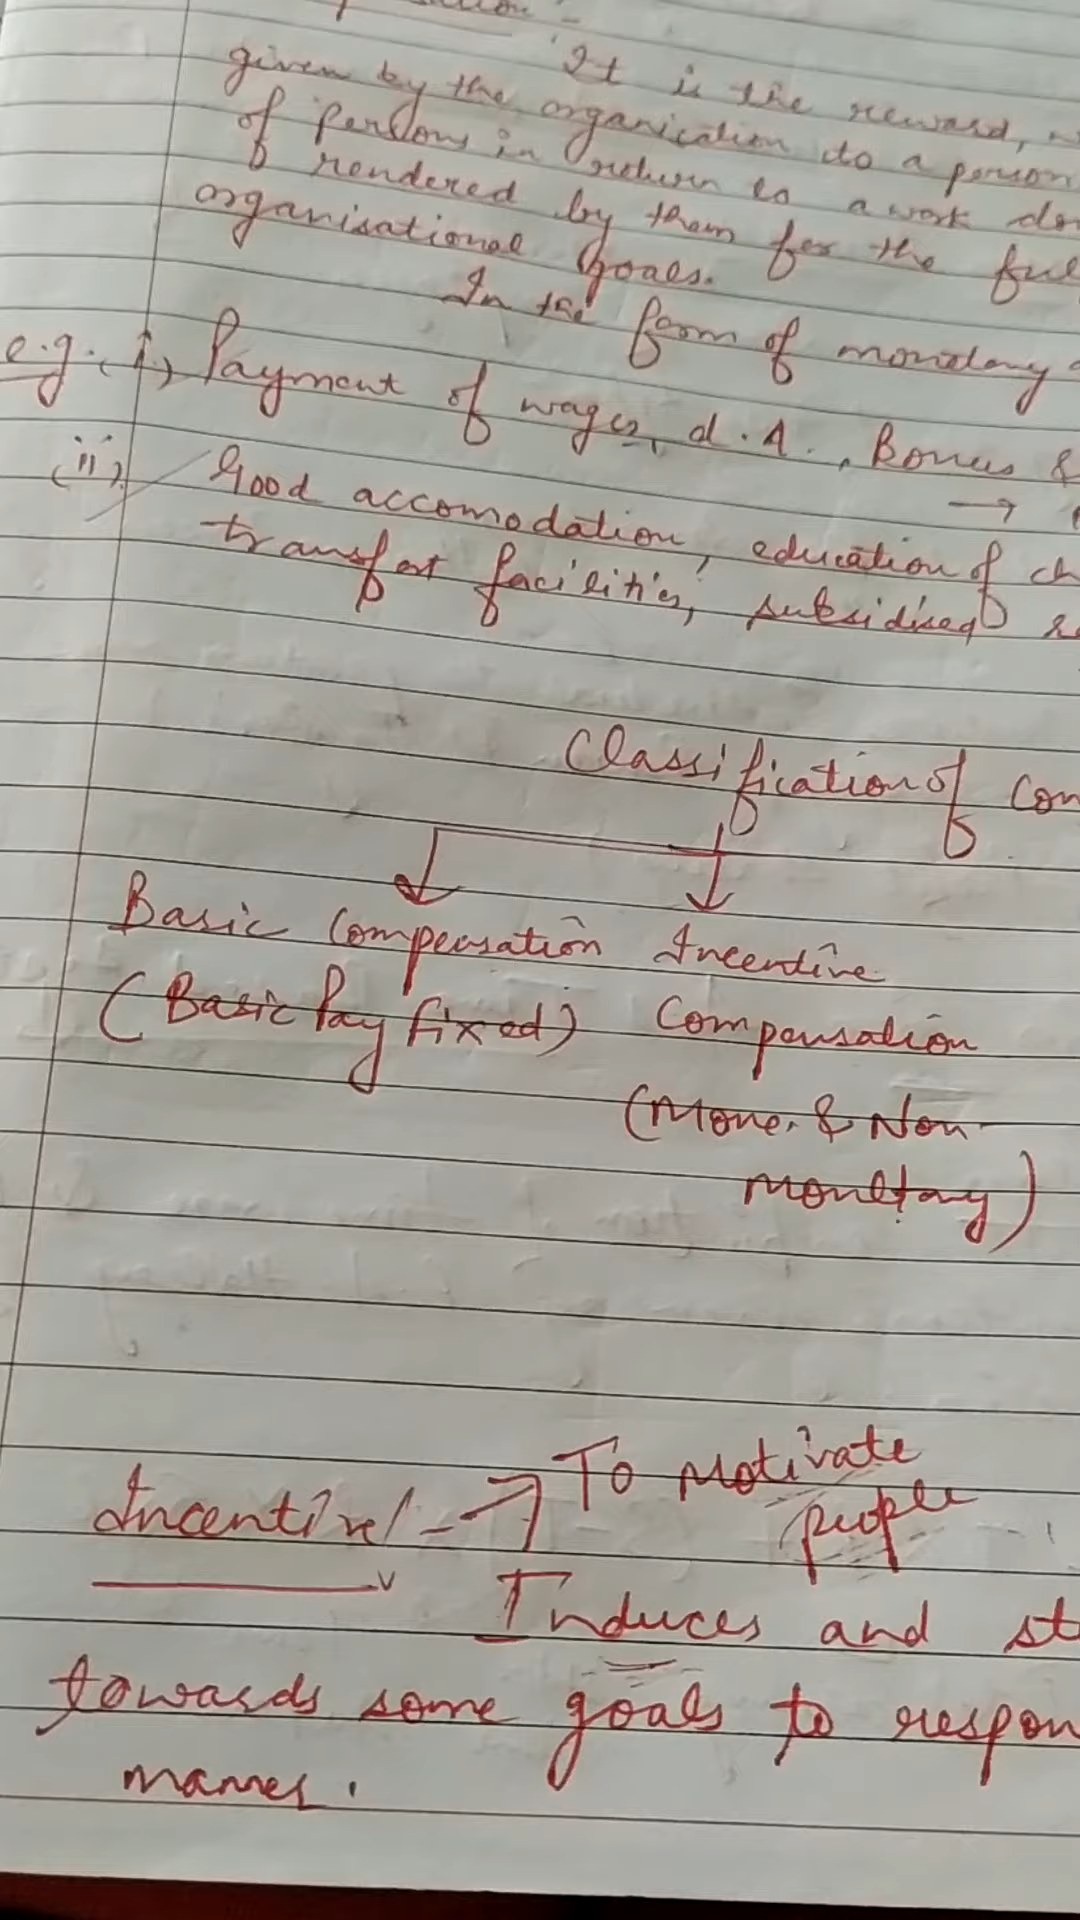 It is the reward,
given by the organication to a person
of persons in return to a work
rendered by them for the
organisational Goals.
In the form of monetary
e.g. (i) Payment of wages, d.A., Bonus &
(ii) Good accomodation, education of
transport facilities, subsidised
Classification of
Basic Compensation Incentive
(Basic Pay fixed) Compensation
(Mone. & Non-
monetary)
Incentive - To motivate
people
Induces and
towards some goals to
manner.